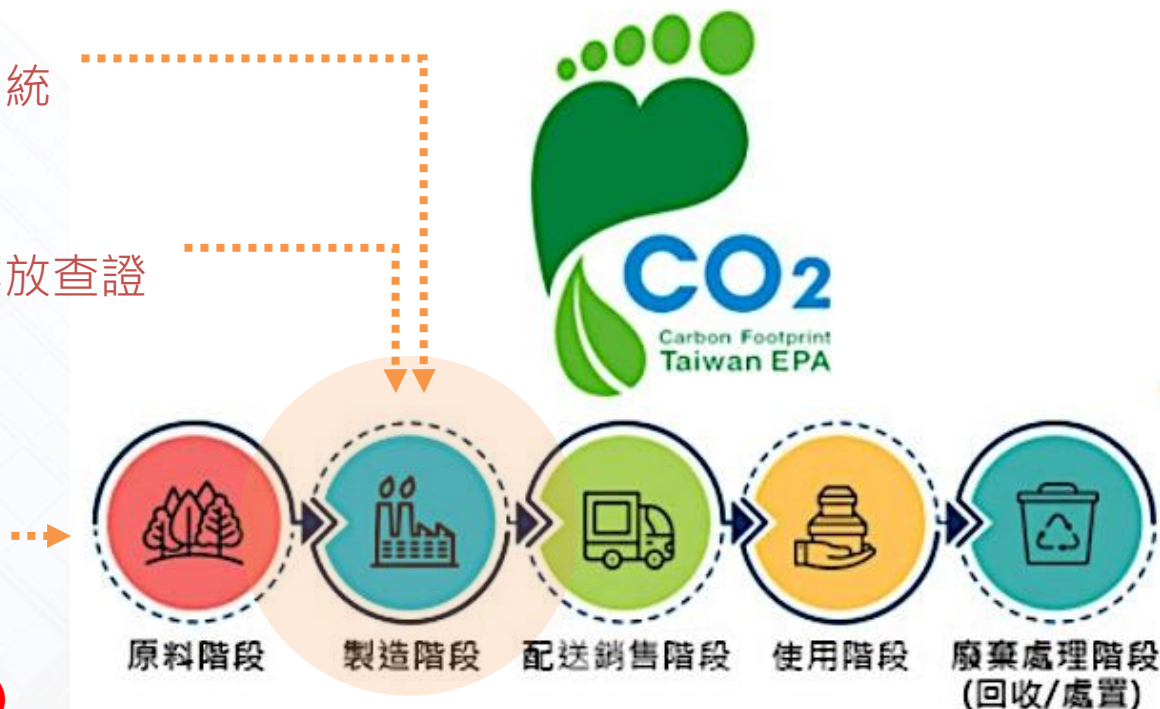 統
放查證
CO2
Carbon Footprint
Taiwan EPA
原料階段
製造階段
配送銷售階段
使用階段
廢棄處理階段
(回收/處置)